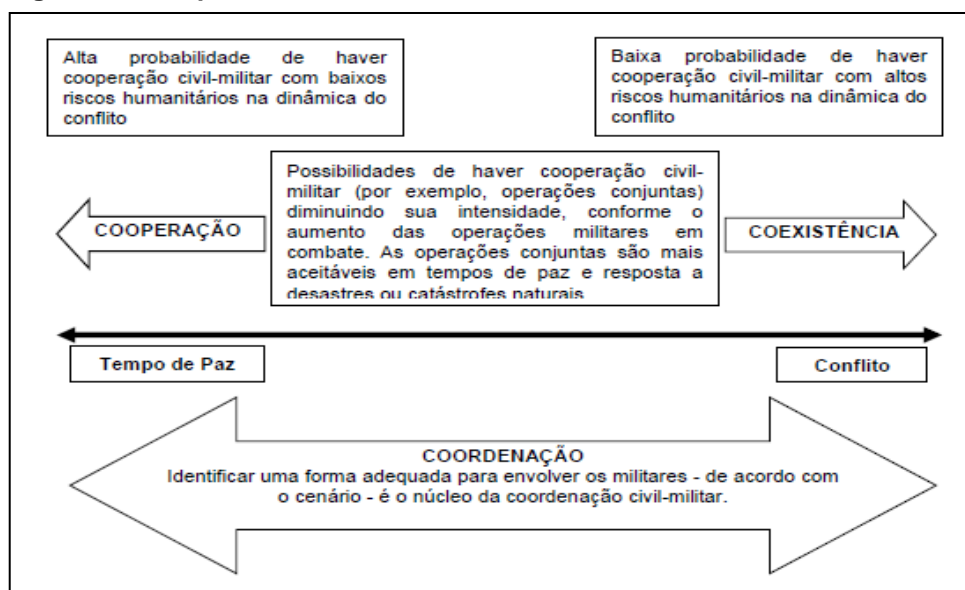 Alta probabilidade de haver
cooperação civil-militar com baixos
riscos humanitários na dinâmica do
conflito
Baixa probabilidade de haver
cooperação civil-militar com altos
riscos humanitários na dinâmica do
conflito
Possibilidades de haver cooperação civil-
militar (por exemplo, operações conjuntas)
diminuindo sua intensidade, conforme o
aumento das operações militares em
combate. As operações conjuntas são mais
aceitáveis em tempos de paz e resposta a
desastres ou catástrofes naturais
COOPERAÇÃO
COEXISTÊNCIA
Tempo de Paz
Conflito
COORDENAÇÃO
Identificar uma forma adequada para envolver os militares - de acordo com
o cenário - é o núcleo da coordenação civil-militar.